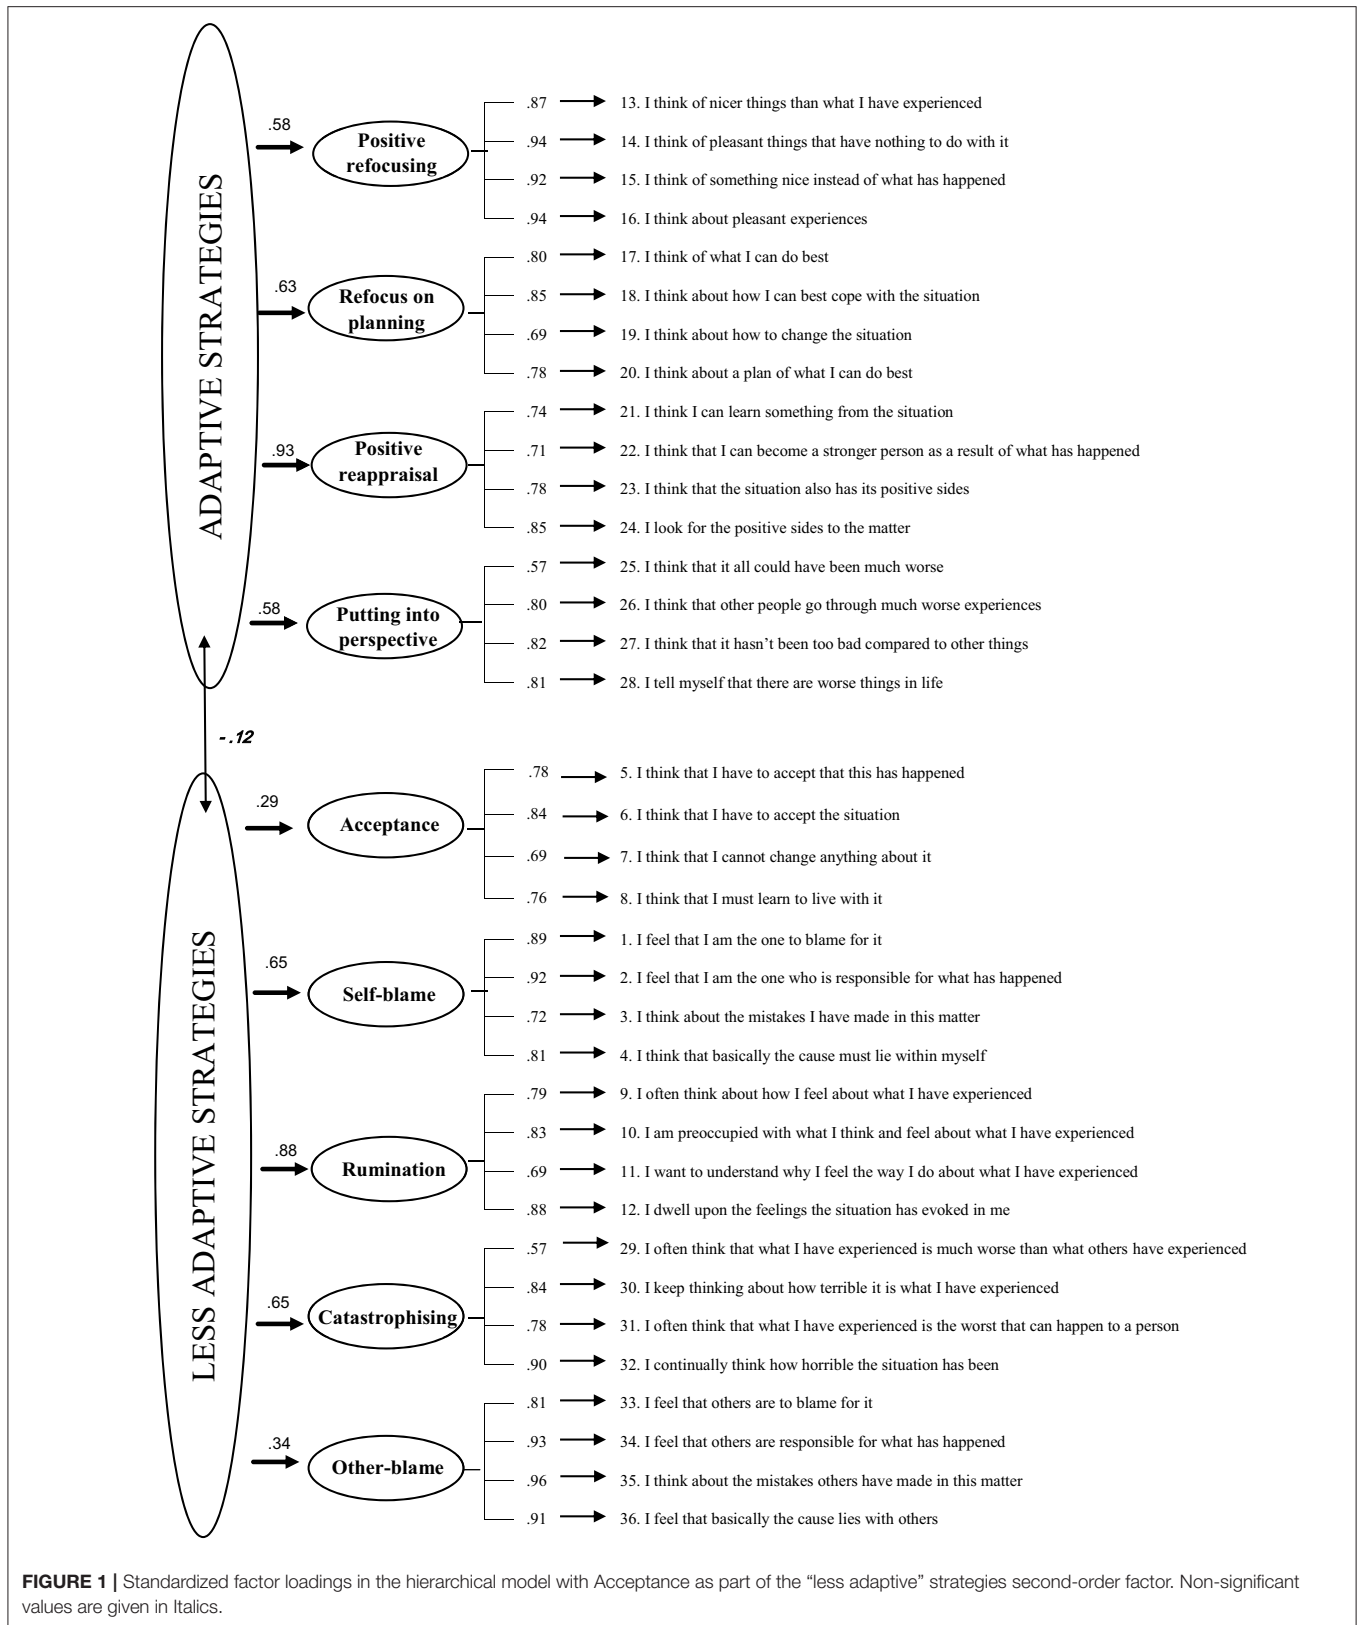 ADAPTIVE STRATEGIES
.58
Positive
refocusing
.87
13. I think of nicer things than what I have experienced
.94
14. I think of pleasant things that have nothing to do with it
.92
15. I think of something nice instead of what has happened
.94
16. I think about pleasant experiences
.63
Refocus on
planning
.80
17. I think of what I can do best
.85
18. I think about how I can best cope with the situation
.69
19. I think about how to change the situation
.78
20. I think about a plan of what I can do best
.93
Positive
reappraisal
.74
21. I think I can learn something from the situation
.71
22. I think that I can become a stronger person as a result of what has happened
.78
23. I think that the situation also has its positive sides
.85
24. I look for the positive sides to the matter
.58
Putting into
perspective
.57
25. I think that it all could have been much worse
.80
26. I think that other people go through much worse experiences
.82
27. I think that it hasn't been too bad compared to other things
.81
28. I tell myself that there are worse things in life
- .12
LESS ADAPTIVE STRATEGIES
.29
Acceptance
.78
5. I think that I have to accept that this has happened
.84
6. I think that I have to accept the situation
.69
7. I think that I cannot change anything about it
.76
8. I think that I must learn to live with it
.65
Self-blame
.89
1. I feel that I am the one to blame for it
.92
2. I feel that I am the one who is responsible for what has happened
.72
3. I think about the mistakes I have made in this matter
.81
4. I think that basically the cause must lie within myself
.88
Rumination
.79
9. I often think about how I feel about what I have experienced
.83
10. I am preoccupied with what I think and feel about what I have experienced
.69
11. I want to understand why I feel the way I do about what I have experienced
.88
12. I dwell upon the feelings the situation has evoked in me
.65
Catastrophising
.57
29. I often think that what I have experienced is much worse than what others have experienced
.84
30. I keep thinking about how terrible it is what I have experienced
.78
31. I often think that what I have experienced is the worst that can happen to a person
.90
32. I continually think how horrible the situation has been
.34
Other-blame
.81
33. I feel that others are to blame for it
.93
34. I feel that others are responsible for what has happened
.96
35. I think about the mistakes others have made in this matter
.91
36. I feel that basically the cause lies with others
FIGURE 1 | Standardized factor loadings in the hierarchical model with Acceptance as part of the “less adaptive” strategies second-order factor. Non-significant
values are given in Italics.